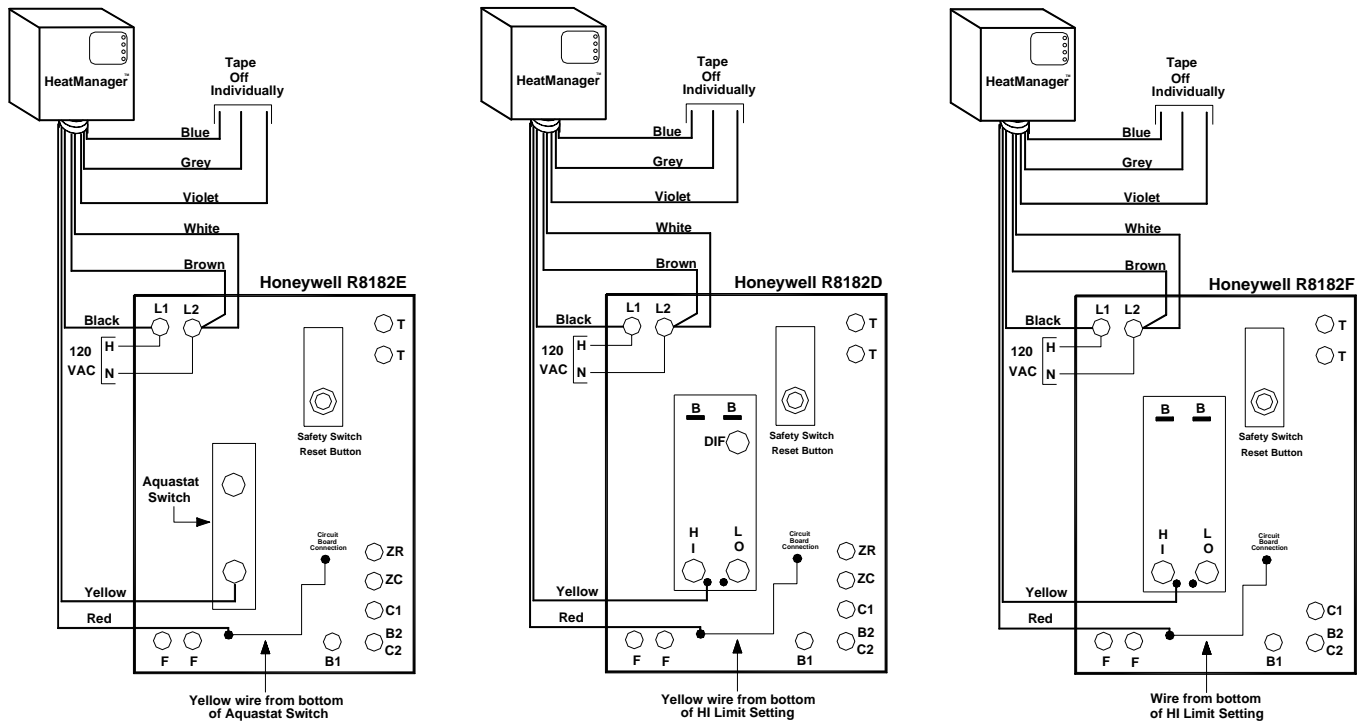 HeatManager™
Tape
Off
Individually
Blue
Grey
Violet
White
Brown
Honeywell R8182E
L1
L2
T
T
Black
120
VAC
H
N
Safety Switch
Reset Button
Aquastat
Switch
Circuit
Board
Connection
ZR
ZC
C1
B2
C2
Yellow
Red
F
F
B1
Yellow wire from bottom
of Aquastat Switch
HeatManager™
Tape
Off
Individually
Blue
Grey
Violet
White
Brown
Honeywell R8182D
L1
L2
T
T
Black
120
VAC
H
N
B
B
DIF
Safety Switch
Reset Button
H
I
L
O
Circuit
Board
Connection
ZR
ZC
C1
B2
C2
Yellow
Red
F
F
B1
Yellow wire from bottom
of HI Limit Setting
HeatManager™
Tape
Off
Individually
Blue
Grey
Violet
White
Brown
Honeywell R8182F
L1
L2
T
T
Black
120
VAC
H
N
B
B
Safety Switch
Reset Button
H
I
L
O
Circuit
Board
Connection
C1
B2
C2
Yellow
Red
F
F
B1
Wire from bottom
of HI Limit Setting